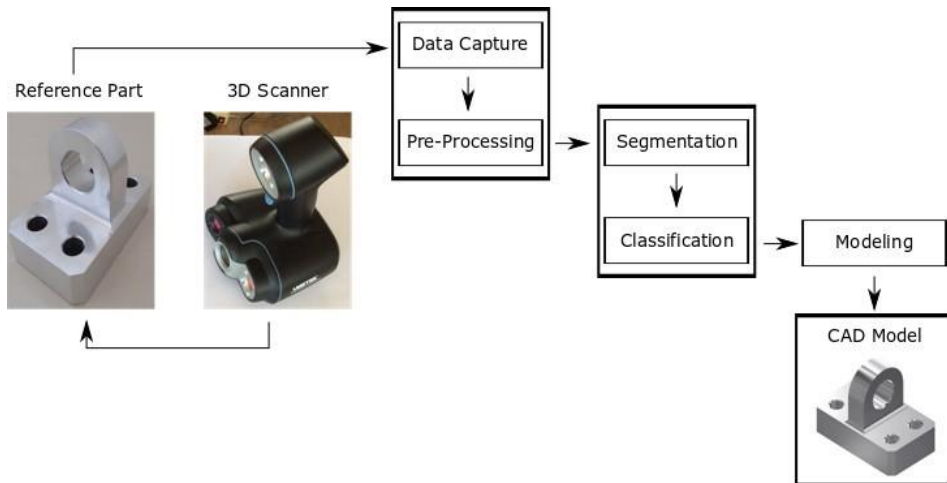 Data Capture
Reference Part
3D Scanner
Pre-Processing
Segmentation
Classification
Modeling
CAD Model